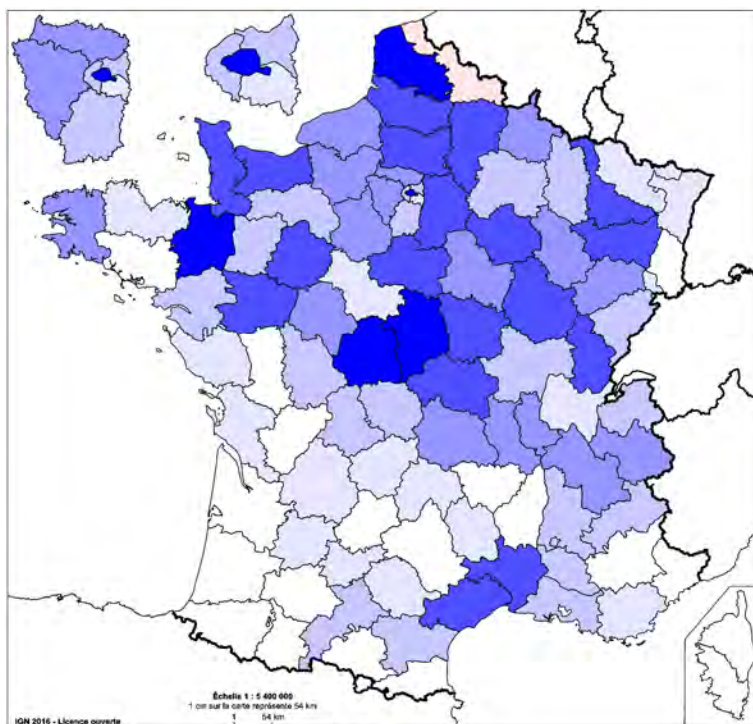 Échelle 1 : 5 400 000
1 cm sur la carte représente 54 km
1 54 km
IGN 2016 - Licence ouverte